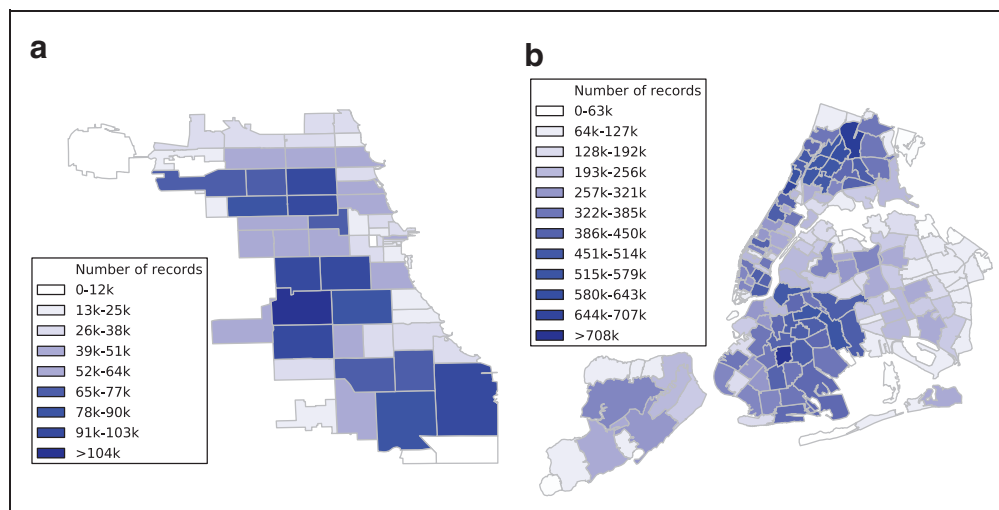 a
Number of records
0-12k
13k-25k
26k-38k
39k-51k
52k-64k
65k-77k
78k-90k
91k-103k
>104k
b
Number of records
0-63k
64k-127k
128k-192k
193k-256k
257k-321k
322k-385k
386k-450k
451k-514k
515k-579k
580k-643k
644k-707k
>708k